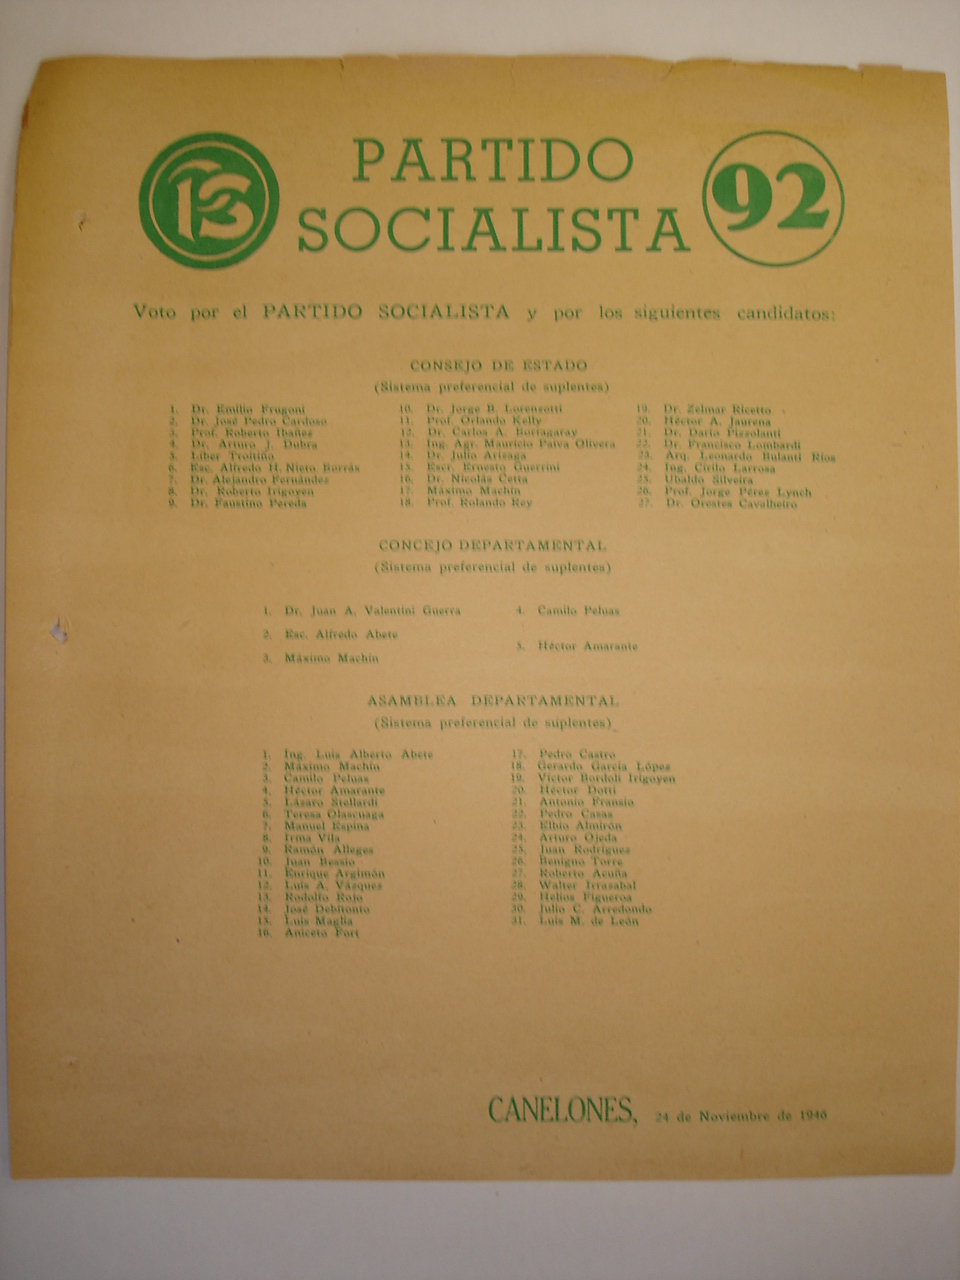 PS
PARTIDO
SOCIALISTA
92
Voto por el PARTIDO SOCIALISTA y por los siguientes candidatos:
CONSEJO DE ESTADO
(Sistema preferencial de suplentes)
1. Dr. Emilio Frugoni
2. Dr. José Pedro Cardoso
3. Prof. Roberto Ibáñez
4. Dr. Arturo J. Dubra
5. Líber Troitiño
6. Esc. Alfredo H. Nieto Borrás
7. Dr. Alejandro Fernández
8. Dr. Roberto Irigoyen
9. Dr. Faustino Pereda
10. Dr. Jorge B. Lorenzotti
11. Prof. Orlando Kelly
12. Dr. Carlos A. Borragaray
13. Ing. Agr. Mauricio Paiva Olivera
14. Dr. Julio Arizaga
15. Escr. Ernesto Guerrini
16. Dr. Nicolás Cetta
17. Máximo Machín
18. Prof. Rolando Rey
19. Dr. Zelmar Ricetto
20. Héctor A. Jaurena
21. Dr. Darío Pizzolanti
22. Dr. Francisco Lombardi
23. Arq. Leonardo Bulanti Ríos
24. Ing. Cirilo Larrosa
25. Ubaldo Silveira
26. Prof. Jorge Pérez Lynch
27. Dr. Orestes Cavalheiro
CONCEJO DEPARTAMENTAL
(Sistema preferencial de suplentes)
1. Dr. Juan A. Valentini Guerra
2. Esc. Alfredo Abete
3. Máximo Machín
4. Camilo Peluas
5. Héctor Amarante
ASAMBLEA DEPARTAMENTAL
(Sistema preferencial de suplentes)
1. Ing. Luis Alberto Abete
2. Máximo Machín
3. Camilo Peluas
4. Héctor Amarante
5. Lázaro Stellardi
6. Teresa Olascuaga
7. Manuel Espina
8. Irma Vila
9. Ramón Alleges
10. Juan Bessio
11. Enrique Argimón
12. Luis A. Vázquez
13. Rodolfo Rojo
14. José Debitonto
15. Luis Maglia
16. Aniceto Fort
17. Pedro Castro
18. Gerardo García López
19. Víctor Bordoli Irigoyen
20. Héctor Dotti
21. Antonio Fransio
22. Pedro Casas
23. Elbio Almirón
24. Arturo Ojeda
25. Juan Rodríguez
26. Benigno Torre
27. Roberto Acuña
28. Walter Irrazabal
29. Helios Figueroa
30. Julio C. Arredondo
31. Luis M. de León
CANELONES, 24 de Noviembre de 1946